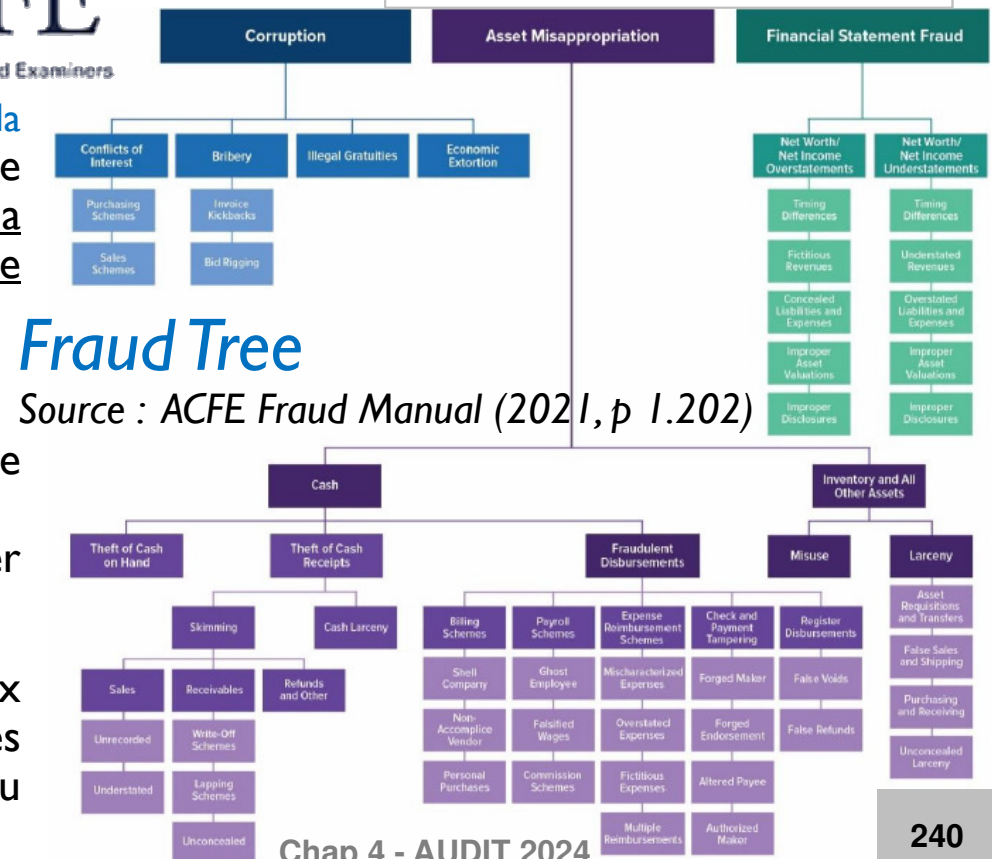 FE
d Examiners
la
e
a
e
Corruption
Asset Misappropriation
Financial Statement Fraud
Conflicts of
Interest
Bribery
Illegal Gratuities
Economic
Extortion
Purchasing
Schemes
Sales
Schemes
Invoice
Kickbacks
Bid Rigging
Net Worth/
Net Income
Overstatements
Timing
Differences
Fictitious
Revenues
Concealed
Liabilities and
Expenses
Improper
Asset
Valuations
Improper
Disclosures
Net Worth/
Net Income
Understatements
Timing
Differences
Understated
Revenues
Overstated
Liabilities and
Expenses
Improper
Asset
Valuations
Improper
Disclosures
Fraud Tree
Source : ACFE Fraud Manual (2021, p 1.202)
e
er
x
es
u
Cash
Inventory and All
Other Assets
Theft of Cash
on Hand
Theft of Cash
Receipts
Fraudulent
Disbursements
Misuse
Larceny
Skimming
Cash Larceny
Sales
Receivables
Refunds
and Other
Unrecorded
Understated
Write-Off
Schemes
Lapping
Schemes
Unconcealed
Billing
Schemes
Shell
Company
Non-
Accomplice
Vendor
Personal
Purchases
Payroll
Schemes
Ghost
Employee
Falsified
Wages
Commission
Schemes
Expense
Reimbursement
Schemes
Mischaracterized
Expenses
Overstated
Expenses
Fictitious
Expenses
Multiple
Reimbursements
Check and
Payment
Tampering
Forged Maker
Forged
Endorsement
Altered Payee
Authorized
Maker
Register
Disbursements
False Voids
False Refunds
Asset
Requisitions
and Transfers
False Sales
and Shipping
Purchasing
and Receiving
Unconcealed
Larceny
Chap 4 - AUDIT 2024
240